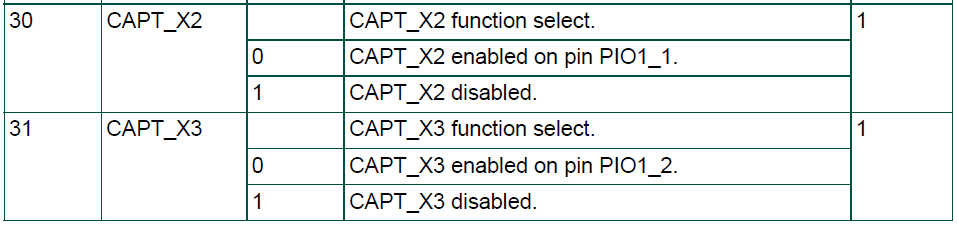 30 CAPT_X2 CAPT_X2 function select. 1
0 CAPT_X2 enabled on pin PIO1_1.
1 CAPT_X2 disabled.
31 CAPT_X3 CAPT_X3 function select. 1
0 CAPT_X3 enabled on pin PIO1_2.
1 CAPT_X3 disabled.